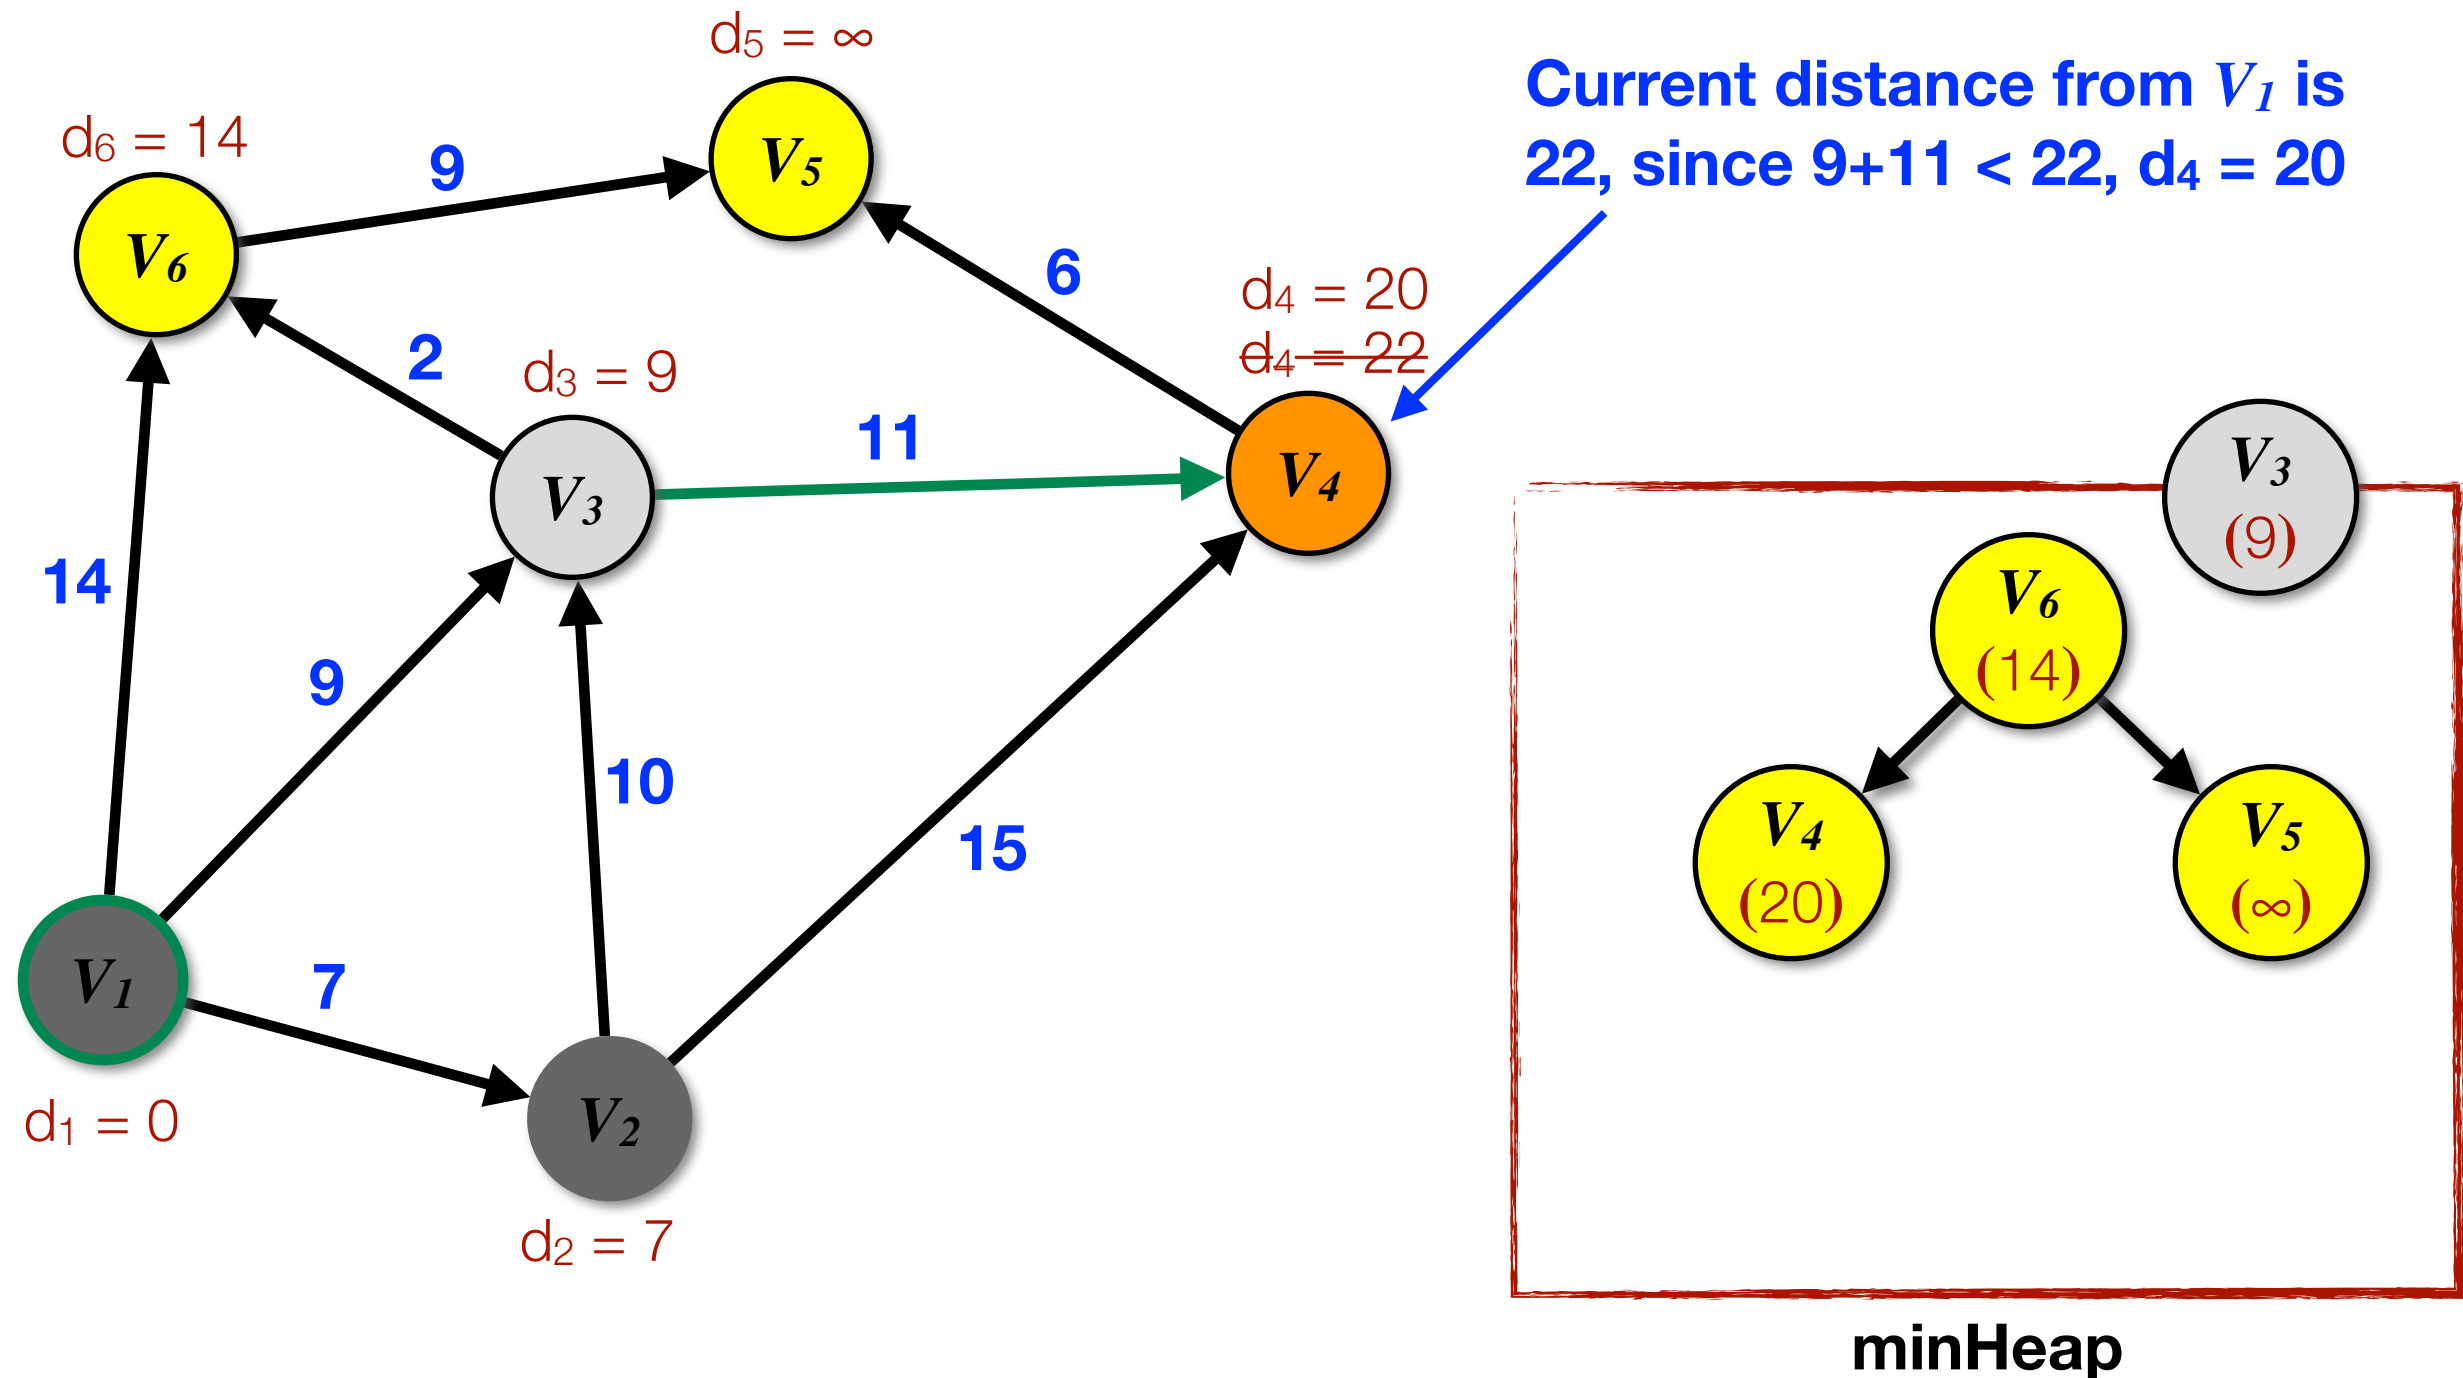 d5 = ∞
Current distance from V1 is
22, since 9+11 < 22, d4 = 20
d6 = 14
9
V5
V6
6
d4 = 20
d4 = 22
2
d3 = 9
11
V3
V4
V3
(9)
14
V6
(14)
9
10
V4
(20)
V5
(∞)
15
V1
7
d1 = 0
V2
d2 = 7
minHeap